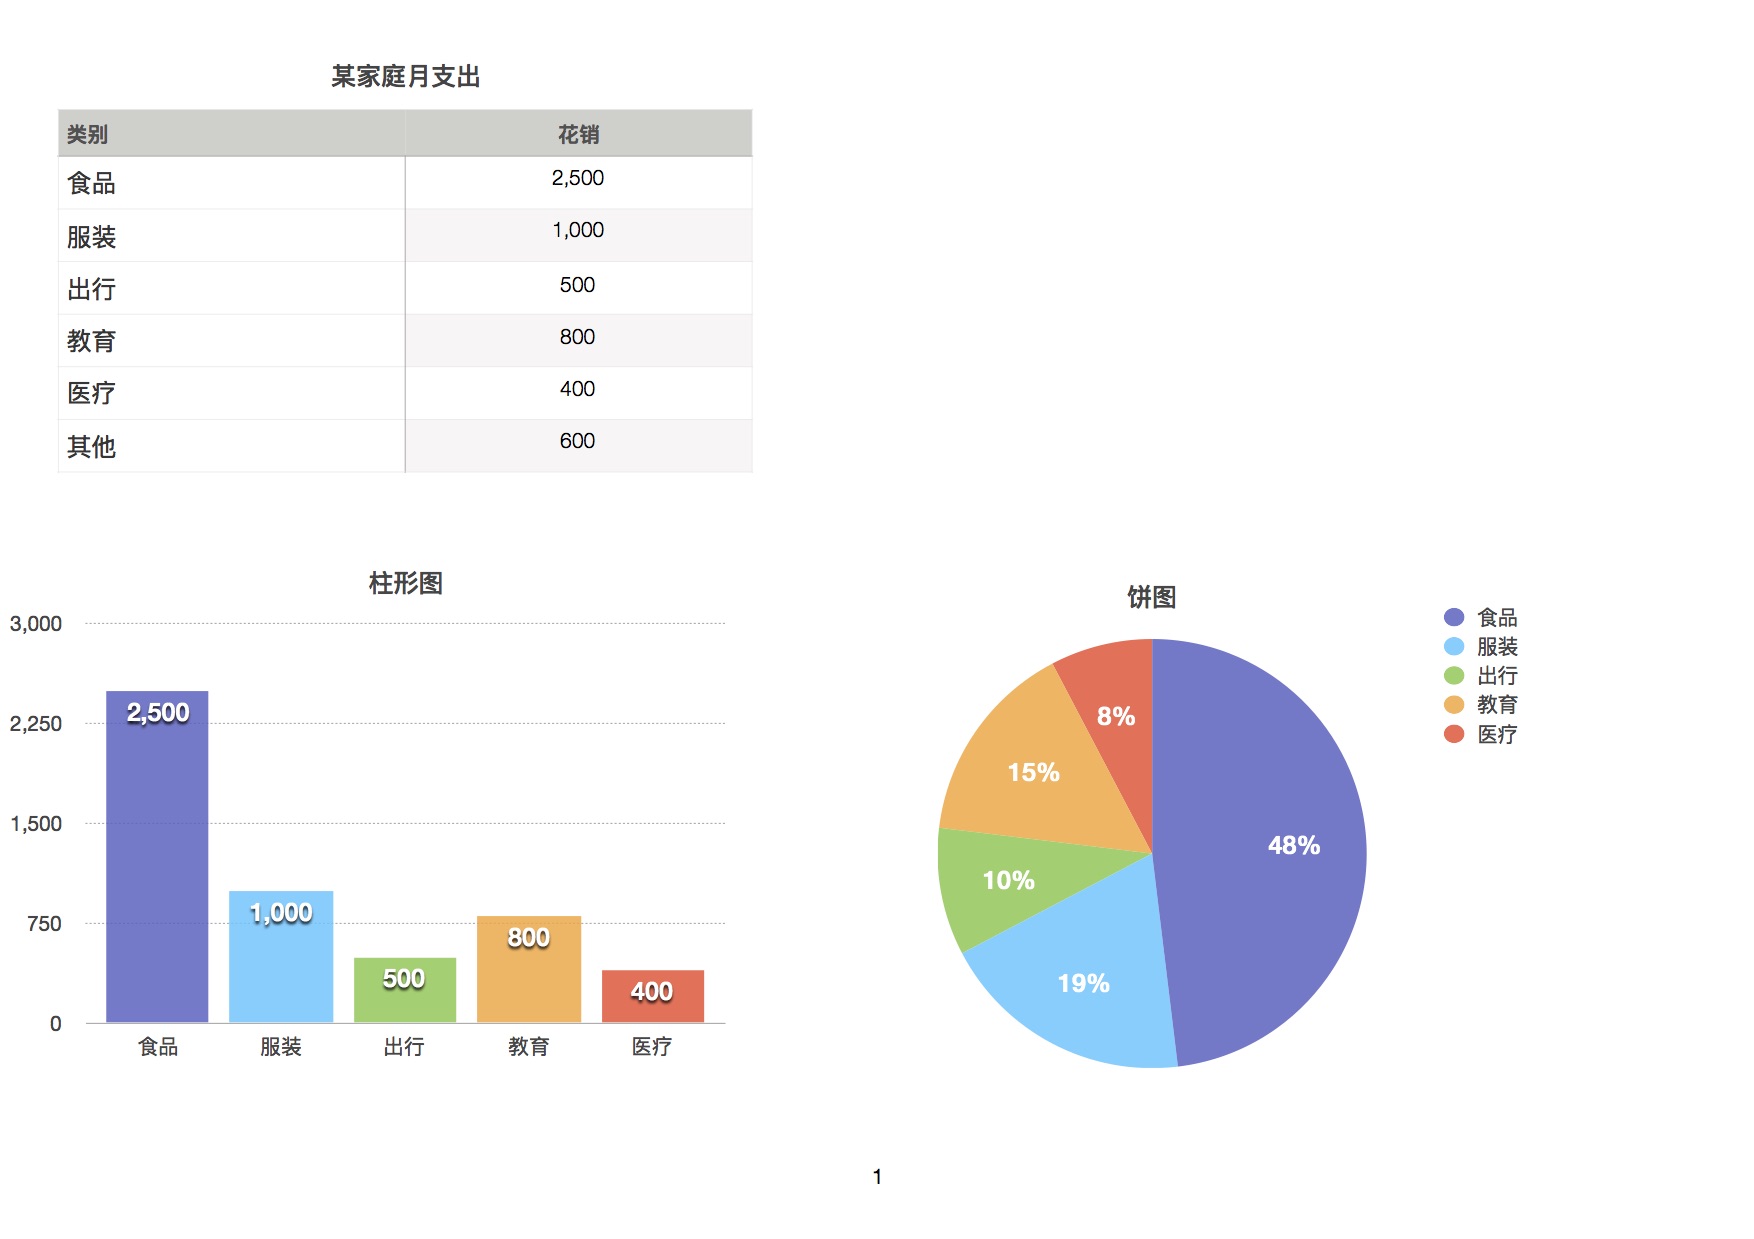 某家庭月支出
类别 花销
食品 2,500
服装 1,000
出行 500
教育 800
医疗 400
其他 600
柱形图
3,000
2,250
1,500
750
0
2,500
1,000
500
800
400
食品 服装 出行 教育 医疗
饼图
8%
15%
48%
10%
19%
食品
服装
出行
教育
医疗
1